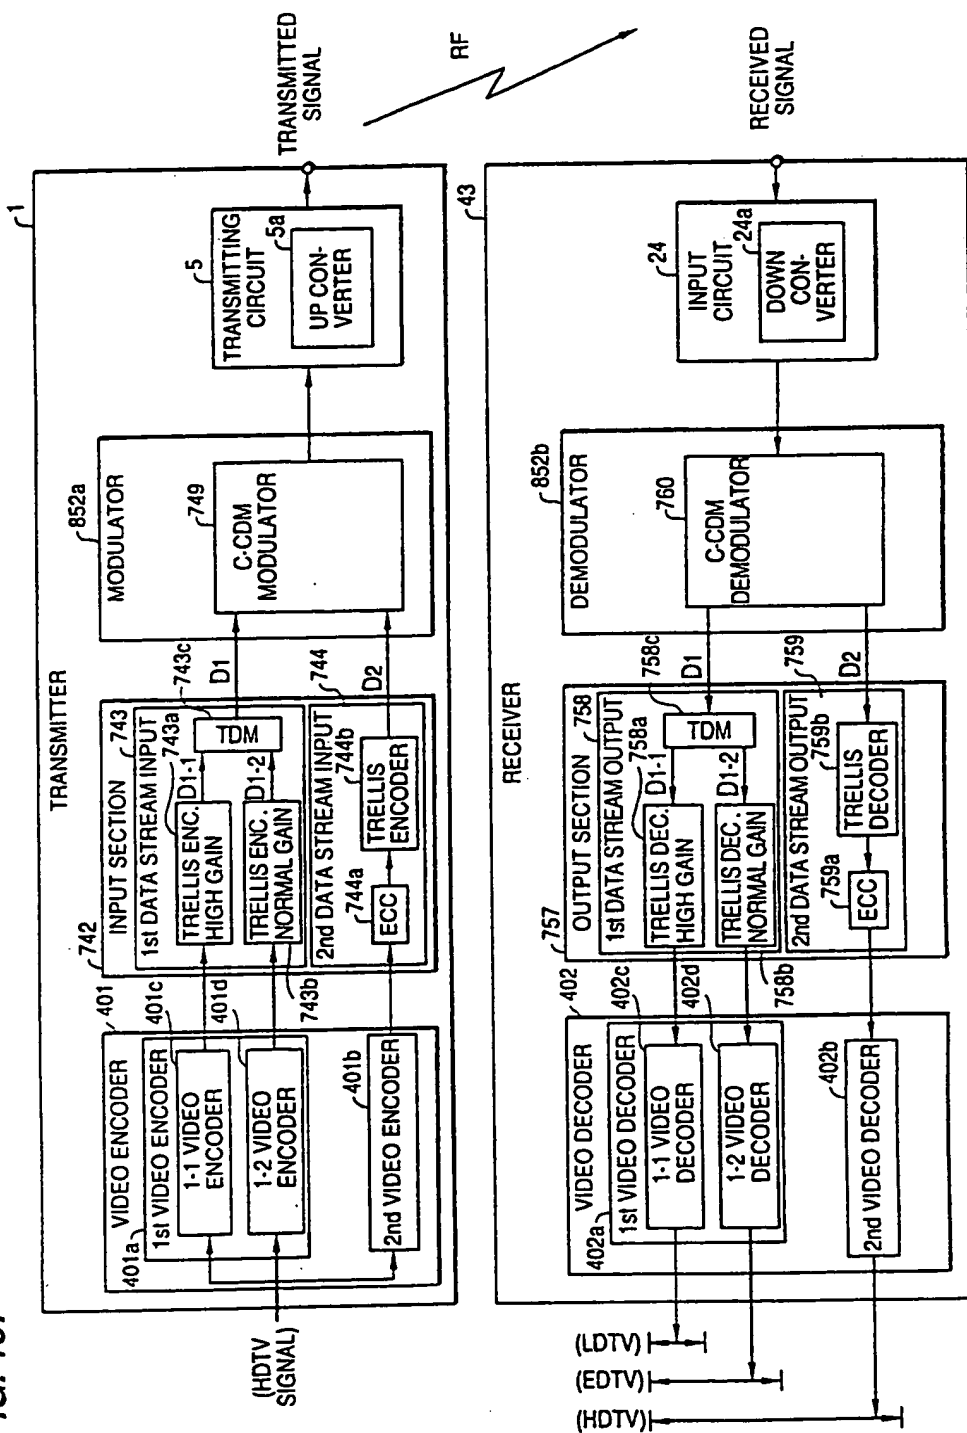 TRANSMITTER
1
(HDTV
SIGNAL)
VIDEO ENCODER
401
401a
1st VIDEO ENCODER
401c
1-1 VIDEO
ENCODER
401d
1-2 VIDEO
ENCODER
401b
2nd VIDEO ENCODER
742
INPUT SECTION
743
1st DATA STREAM INPUT
743a
743c
TRELLIS ENC.
HIGH GAIN
D1-1
TRELLIS ENC.
NORMAL GAIN
D1-2
743b
TDM
D1
744
2nd DATA STREAM INPUT
744a
ECC
744b
TRELLIS
ENCODER
D2
852a
MODULATOR
749
C-CDM
MODULATOR
5
TRANSMITTING
CIRCUIT
5a
UP CON-
VERTER
TRANSMITTED
SIGNAL
RF
RECEIVER
43
RECEIVED
SIGNAL
24
INPUT
CIRCUIT
24a
DOWN
CON-
VERTER
852b
DEMODULATOR
760
C-CDM
DEMODULATOR
D1
D2
757
OUTPUT SECTION
758
1st DATA STREAM OUTPUT
758a
758c
TDM
D1-1
TRELLIS DEC.
HIGH GAIN
D1-2
TRELLIS DEC.
NORMAL GAIN
758b
759
2nd DATA STREAM OUTPUT
759b
TRELLIS
DECODER
759a
ECC
402
VIDEO DECODER
402a
1st VIDEO DECODER
402c
1-1 VIDEO
DECODER
402d
1-2 VIDEO
DECODER
402b
2nd VIDEO DECODER
(LDTV)
(EDTV)
(HDTV)